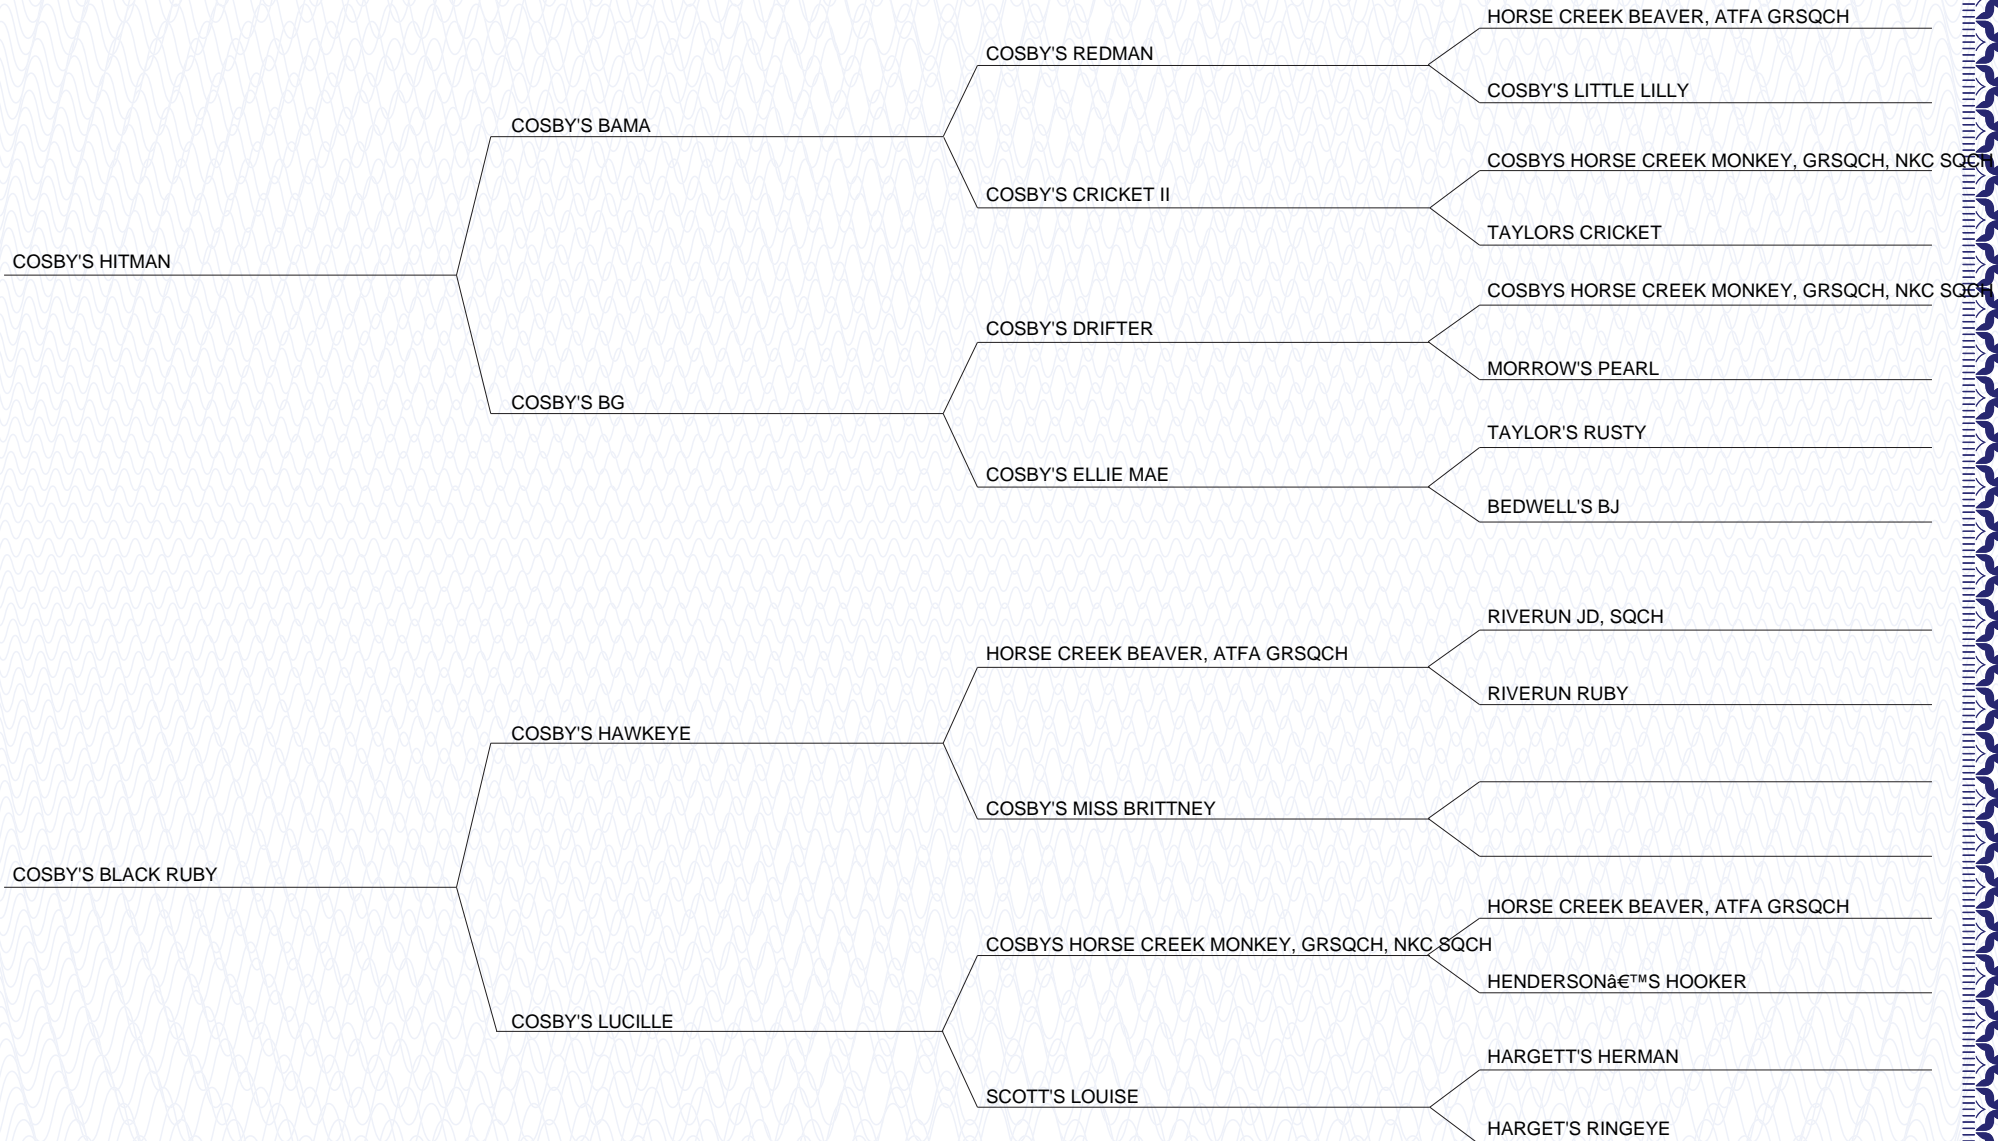 HORSE CREEK BEAVER, ATFA GRSQCH
COSBY'S REDMAN
COSBY'S LITTLE LILLY
COSBY'S BAMA
COSBYS HORSE CREEK MONKEY, GRSQCH, NKC SQCH
COSBY'S CRICKET II
TAYLORS CRICKET
COSBY'S HITMAN
COSBYS HORSE CREEK MONKEY, GRSQCH, NKC SQCH
COSBY'S DRIFTER
MORROW'S PEARL
COSBY'S BG
TAYLOR'S RUSTY
COSBY'S ELLIE MAE
BEDWELL'S BJ
RIVERUN JD, SQCH
HORSE CREEK BEAVER, ATFA GRSQCH
RIVERUN RUBY
COSBY'S HAWKEYE
COSBY'S MISS BRITTNEY
COSBY'S BLACK RUBY
HORSE CREEK BEAVER, ATFA GRSQCH
COSBYS HORSE CREEK MONKEY, GRSQCH, NKC SQCH
HENDERSONâ€™S HOOKER
COSBY'S LUCILLE
HARGETT'S HERMAN
SCOTT'S LOUISE
HARGET'S RINGEYE